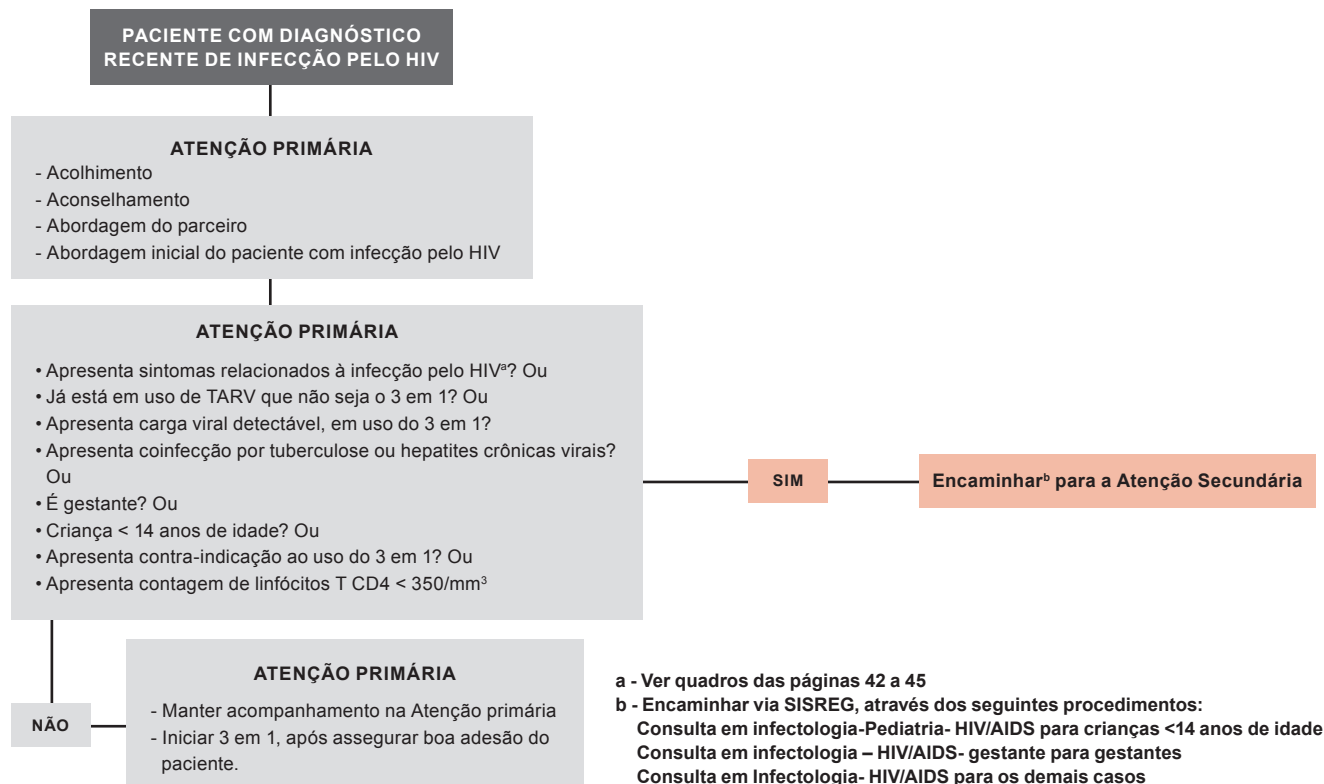 PACIENTE COM DIAGNÓSTICO
RECENTE DE INFECÇÃO PELO HIV
ATENÇÃO PRIMÁRIA
- Acolhimento
- Aconselhamento
- Abordagem do parceiro
- Abordagem inicial do paciente com infecção pelo HIV
ATENÇÃO PRIMÁRIA
• Apresenta sintomas relacionados à infecção pelo HIVª? Ou
• Já está em uso de TARV que não seja o 3 em 1? Ou
• Apresenta carga viral detectável, em uso do 3 em 1?
• Apresenta coinfecção por tuberculose ou hepatites crônicas virais?
Ou
• É gestante? Ou
• Criança < 14 anos de idade? Ou
• Apresenta contra-indicação ao uso do 3 em 1? Ou
• Apresenta contagem de linfócitos T CD4 < 350/mm³
SIM
Encaminharᵇ para a Atenção Secundária
NÃO
ATENÇÃO PRIMÁRIA
- Manter acompanhamento na Atenção primária
- Iniciar 3 em 1, após assegurar boa adesão do
paciente.
a - Ver quadros das páginas 42 a 45
b - Encaminhar via SISREG, através dos seguintes procedimentos:
Consulta em infectologia-Pediatria- HIV/AIDS para crianças <14 anos de idade
Consulta em infectologia – HIV/AIDS- gestante para gestantes
Consulta em Infectologia- HIV/AIDS para os demais casos